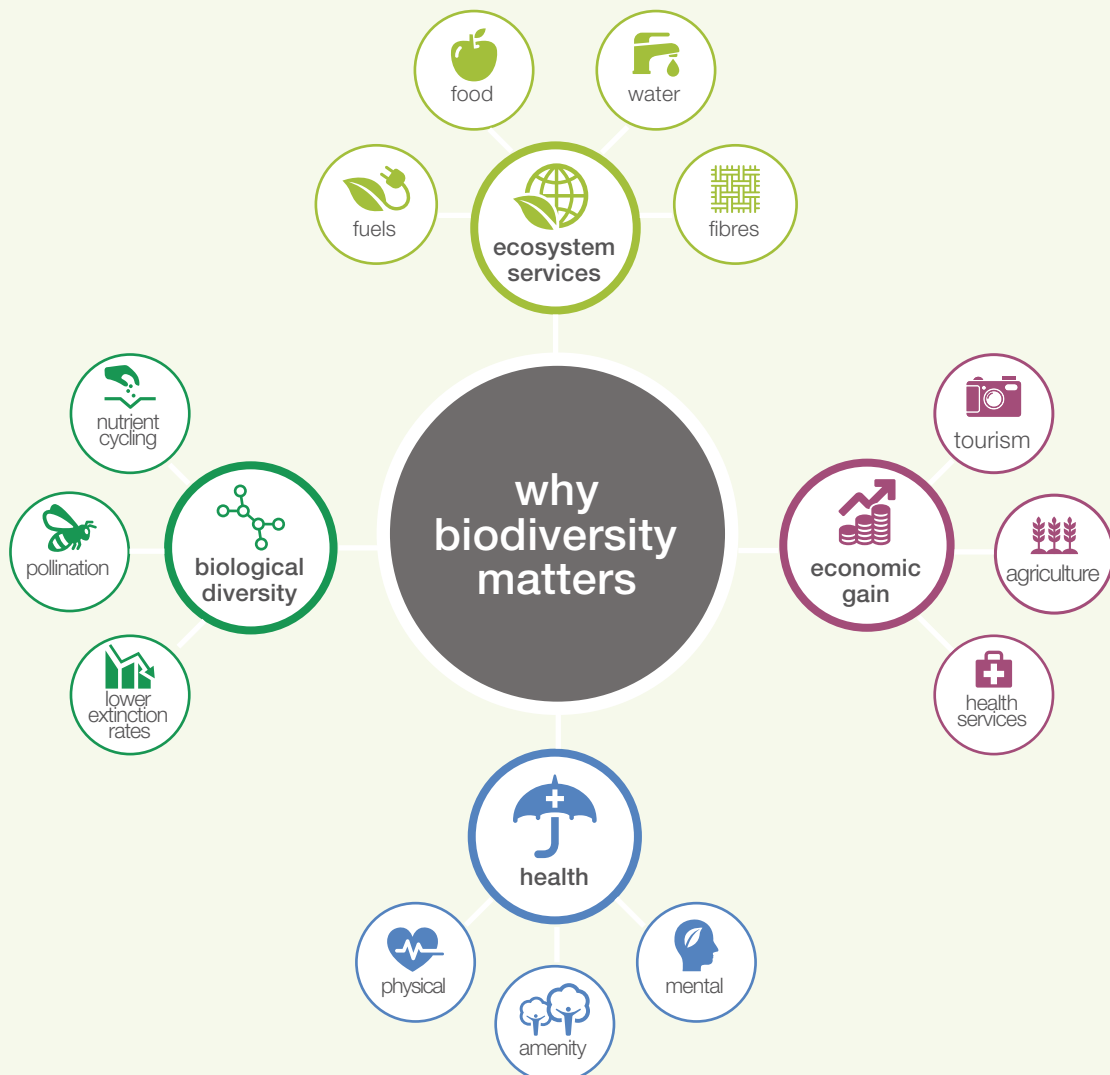 food
water
fuels
fibres
ecosystem
services
why
biodiversity
matters
nutrient
cycling
pollination
lower
extinction
rates
biological
diversity
tourism
agriculture
health
services
economic
gain
health
physical
amenity
mental